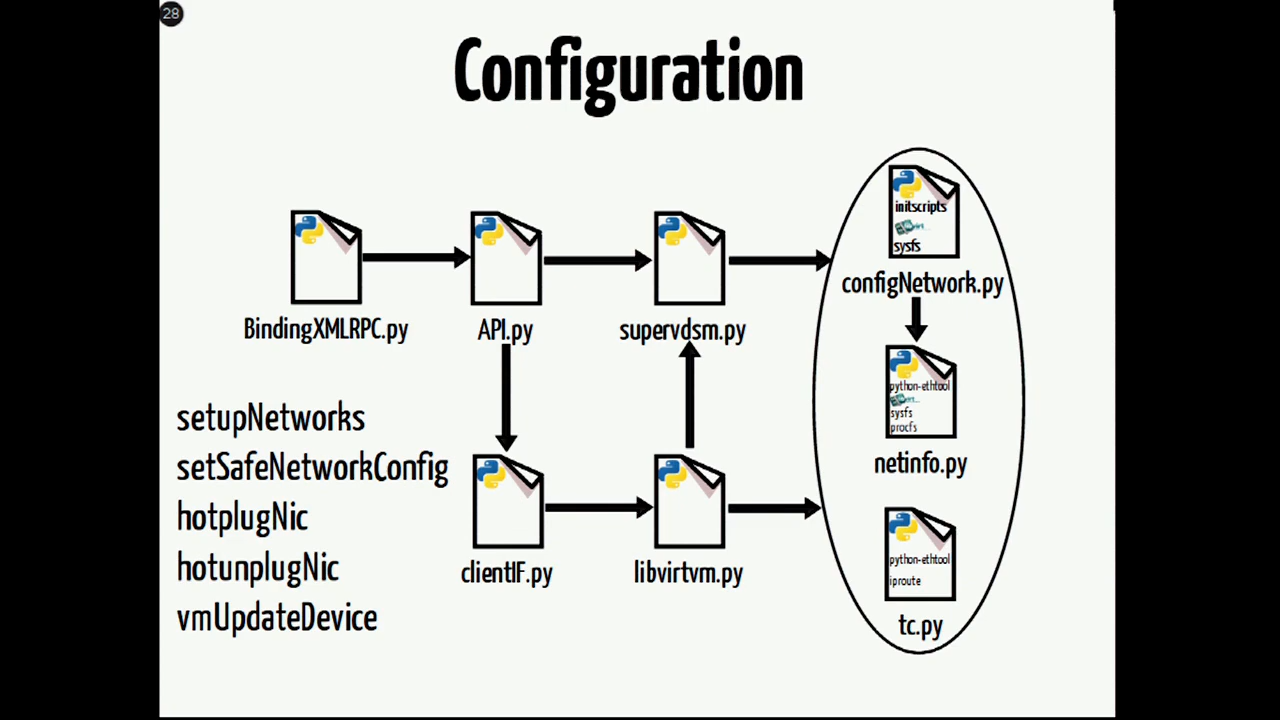 28
Configuration
initscripts
sysfs
configNetwork.py
BindingXMLRPC.py
API.py
supervdsm.py
python-ethtool
sysfs
procfs
netinfo.py
setupNetworks
setSafeNetworkConfig
hotplugNic
hotunplugNic
vmUpdateDevice
clientIF.py
libvirtvm.py
python-ethtool
iproute
tc.py